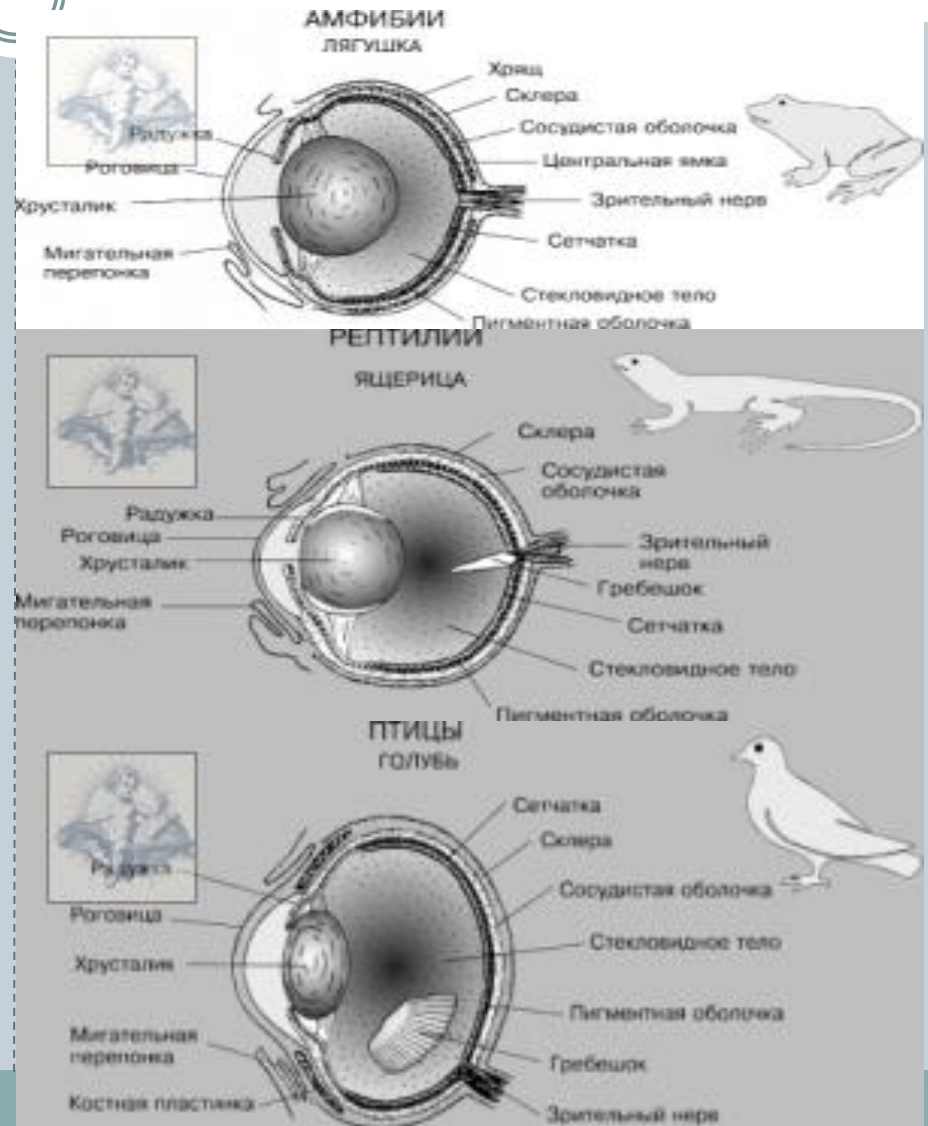 АМФИБИИ
ЛЯГУШКА
Хрящ
Склера
Сосудистая оболочка
Центральная ямка
Зрительный нерв
Сетчатка
Стекловидное тело
Пигментная оболочка
Радужка
Роговица
Хрусталик
Мигательная
перепонка
РЕПТИЛИИ
ЯЩЕРИЦА
Склера
Сосудистая
оболочка
Зрительный
нерв
Гребешок
Сетчатка
Стекловидное тело
Пигментная оболочка
Радужка
Роговица
Хрусталик
Мигательная
перепонка
ПТИЦЫ
ГОЛУБЬ
Сетчатка
Склера
Сосудистая оболочка
Стекловидное тело
Пигментная оболочка
Гребешок
Зрительный нерв
Радужка
Роговица
Хрусталик
Мигательная
перепонка
Костная пластинка